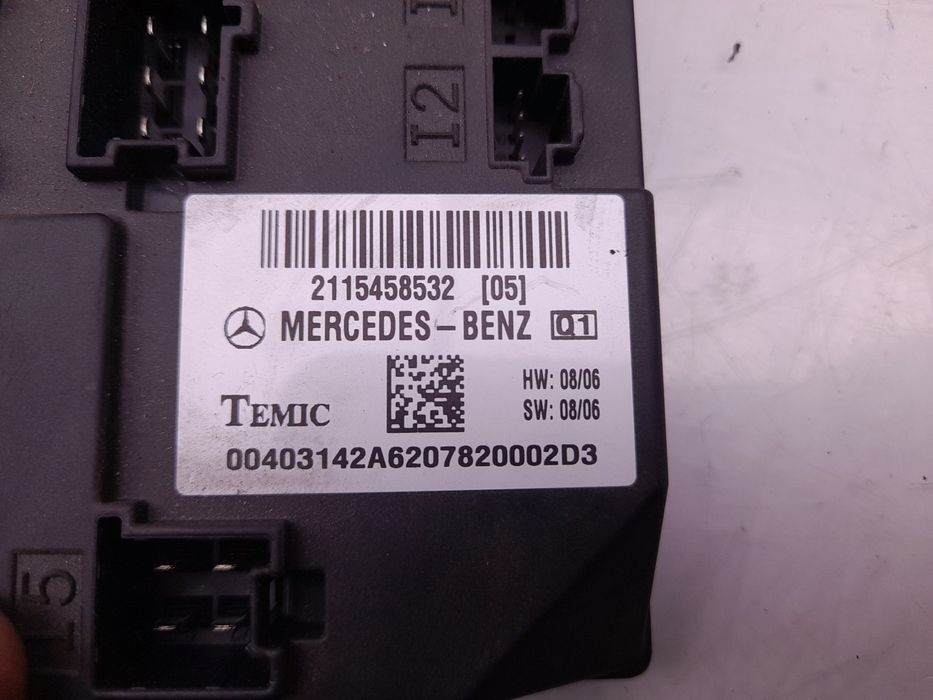 I2
2115458532 [05]
MERCEDES-BENZ Q1
HW: 08/06
TEMIC SW: 08/06
00403142A6207820002D3
I5